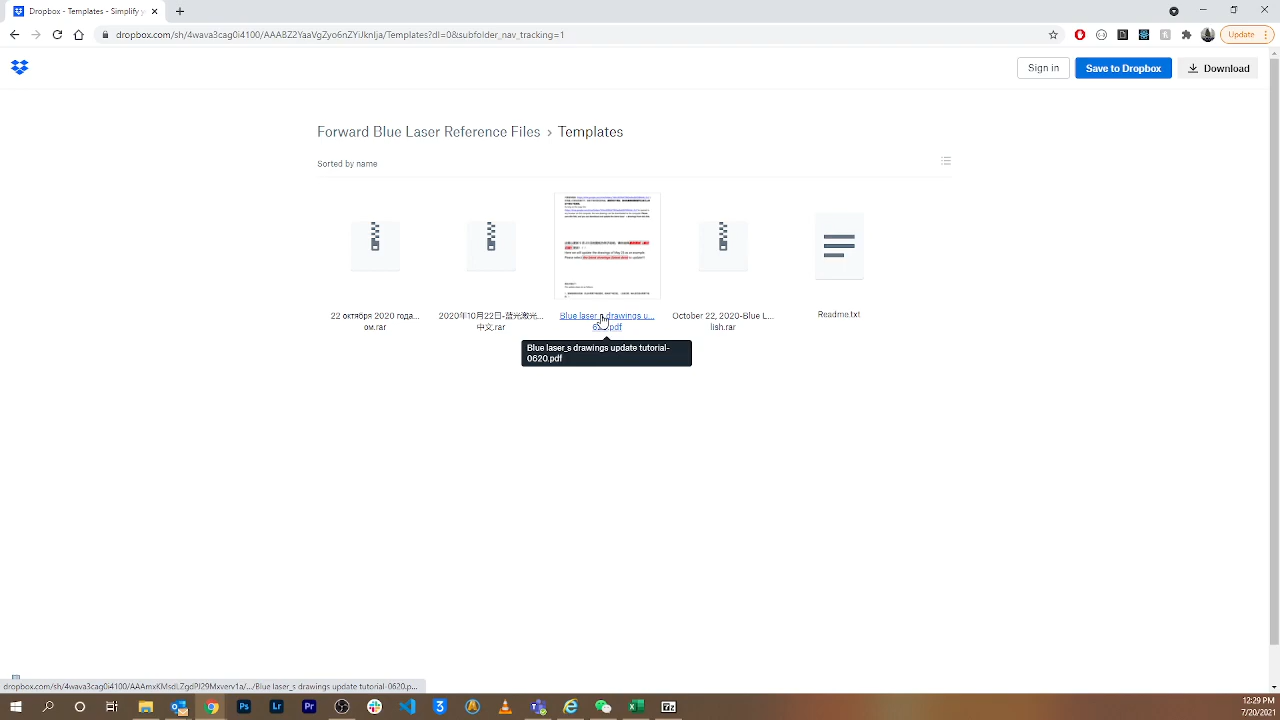 Dropbox - Templates - Simplify y
dropbox.com/sh/4wava3cag0i4100/AAABZ2YaaVgZyo6nZYiJknIja/Templates?dl=0&subfolder_nav_tracking=1
Update
Sign in
Save to Dropbox
Download
Forward Blue Laser Reference Files › Templates
Sorted by name
22 октября 2020 года...
ом.rar
2020年10月22日-蓝光激光...
中文.rar
Blue laser_s drawings u...
620.pdf
October 22, 2020-Blue L...
lish.rar
Readme.txt
Blue laser_s drawings update tutorial-
0620.pdf
12:29 PM
7/20/2021